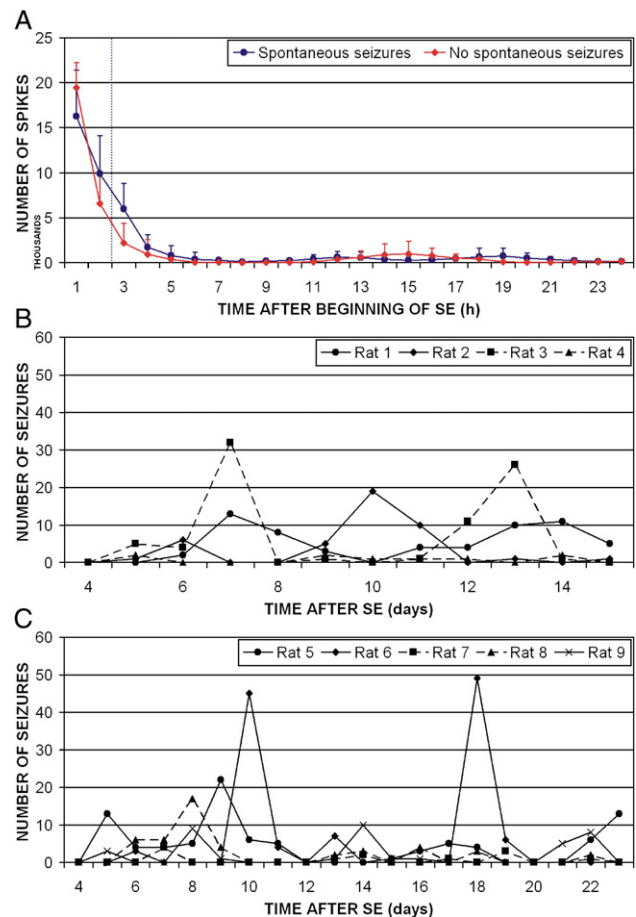 A
25
Spontaneous seizures No spontaneous seizures
20
15
10
5
0
NUMBER OF SPIKES
THOUSANDS
1 3 5 7 9 11 13 15 17 19 21 23
TIME AFTER BEGINNING OF SE (h)
B
60
Rat 1 Rat 2 Rat 3 Rat 4
50
40
30
20
10
0
NUMBER OF SEIZURES
4 6 8 10 12 14
TIME AFTER SE (days)
C
60
Rat 5 Rat 6 Rat 7 Rat 8 Rat 9
50
40
30
20
10
0
NUMBER OF SEIZURES
4 6 8 10 12 14 16 18 20 22
TIME AFTER SE (days)